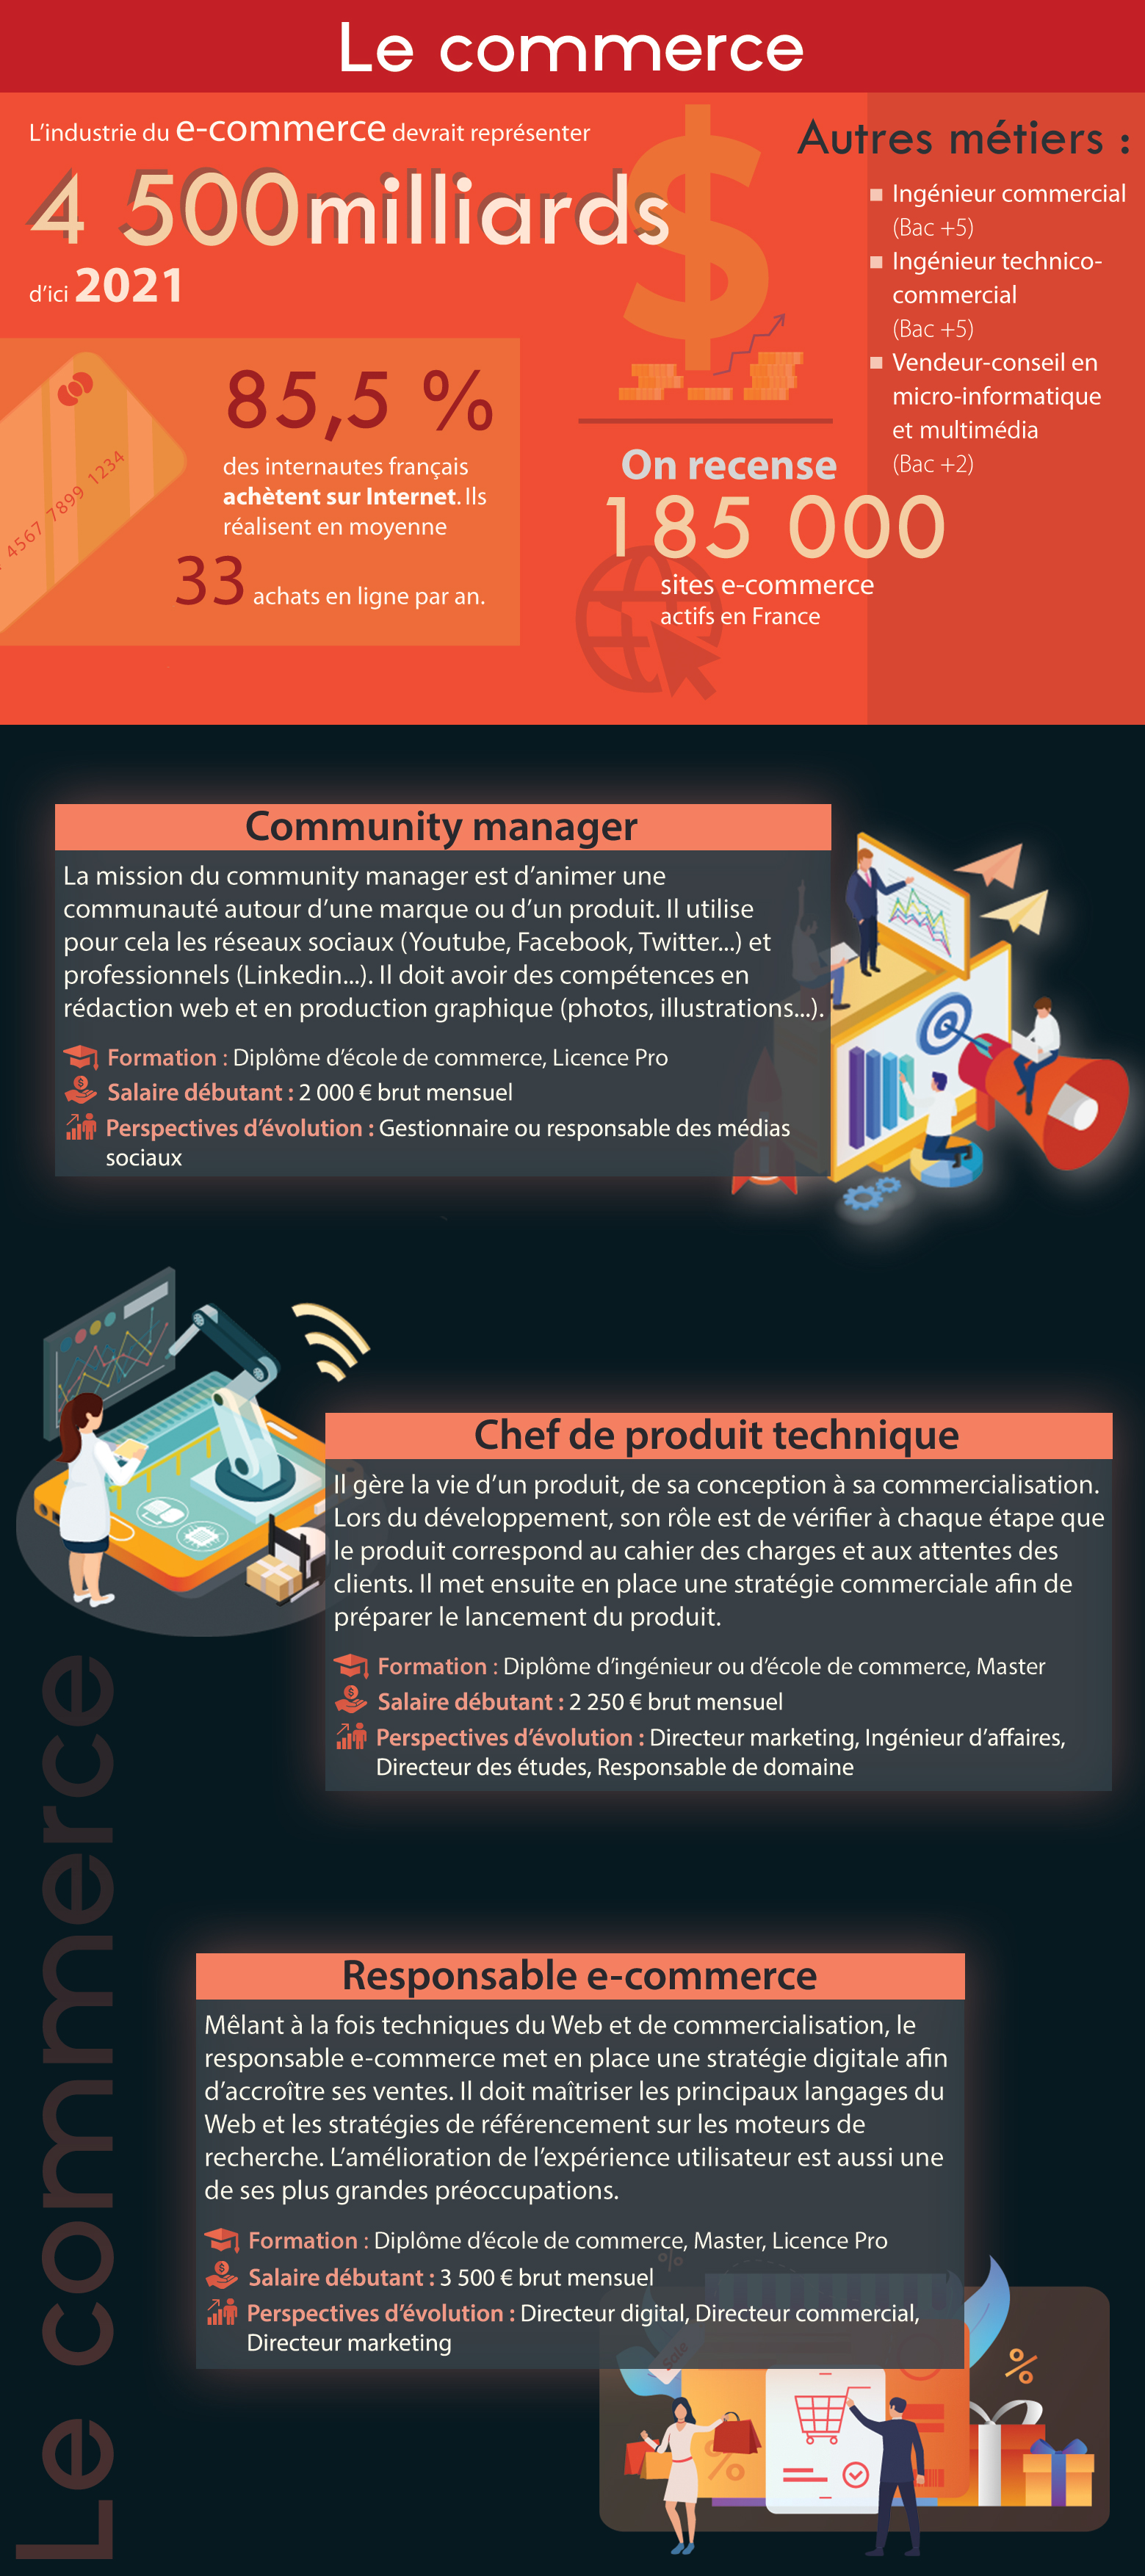 Le commerce
L'industrie du e-commerce devrait représenter
4 500milliards
d'ici 2021
85,5 %
des internautes français
achètent sur Internet. Ils
réalisent en moyenne
33 achats en ligne par an.
4567 7899 1234
$
On recense
185 000
sites e-commerce
actifs en France
Autres métiers :
Ingénieur commercial
(Bac +5)
Ingénieur technico-
commercial
(Bac +5)
Vendeur-conseil en
micro-informatique
et multimédia
(Bac +2)
Community manager
La mission du community manager est d'animer une
communauté autour d'une marque ou d'un produit. Il utilise
pour cela les réseaux sociaux (Youtube, Facebook, Twitter...) et
professionnels (Linkedin...). Il doit avoir des compétences en
rédaction web et en production graphique (photos, illustrations...).
Formation : Diplôme d'école de commerce, Licence Pro
Salaire débutant : 2 000 € brut mensuel
Perspectives d'évolution : Gestionnaire ou responsable des médias
sociaux
Chef de produit technique
Il gère la vie d'un produit, de sa conception à sa commercialisation.
Lors du développement, son rôle est de vérifier à chaque étape que
le produit correspond au cahier des charges et aux attentes des
clients. Il met ensuite en place une stratégie commerciale afin de
préparer le lancement du produit.
Formation : Diplôme d'ingénieur ou d'école de commerce, Master
Salaire débutant : 2 250 € brut mensuel
Perspectives d'évolution : Directeur marketing, Ingénieur d'affaires,
Directeur des études, Responsable de domaine
Le commerce
Responsable e-commerce
Mêlant à la fois techniques du Web et de commercialisation, le
responsable e-commerce met en place une stratégie digitale afin
d'accroître ses ventes. Il doit maîtriser les principaux langages du
Web et les stratégies de référencement sur les moteurs de
recherche. L'amélioration de l'expérience utilisateur est aussi une
de ses plus grandes préoccupations.
Formation : Diplôme d'école de commerce, Master, Licence Pro
Salaire débutant : 3 500 € brut mensuel
Perspectives d'évolution : Directeur digital, Directeur commercial,
Directeur marketing
%
Sale
%
%